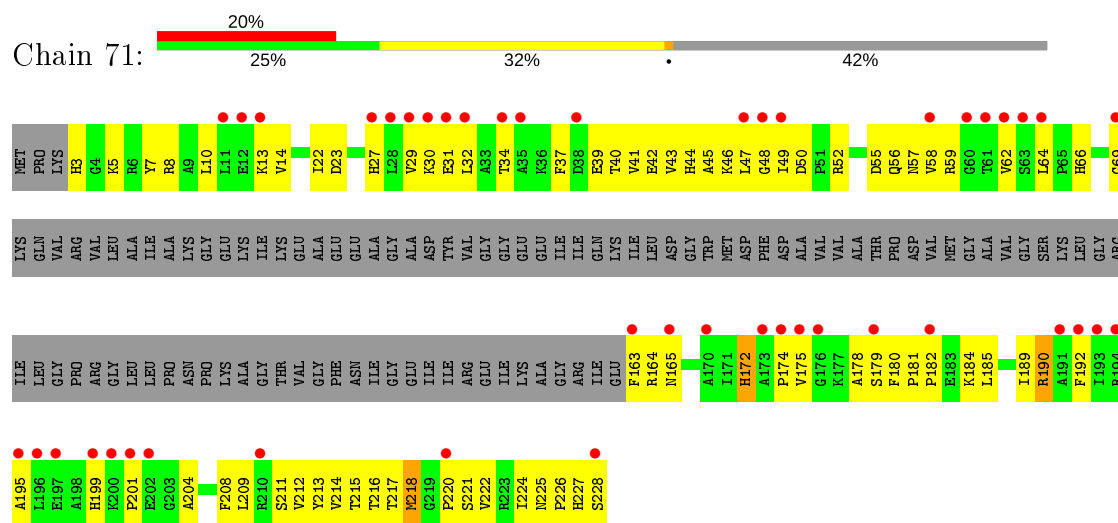 20%
Chain 71:
25% 32% • 42%
MET PRO LYS H3 G4 K5 R6 Y7 R8 A9 L10 L11 E12 K13 V14 I22 D23 H27 L28 V29 K30 E31 L32 A33 T34 A35 K36 F37 D38 E39 T40 V41 E42 V43 H44 A45 K46 L47 G48 I49 D50 P51 R52 D55 Q56 N57 V58 R59 G60 T61 V62 S63 L64 P65 H66 G69
LYS GLN VAL ARG VAL LEU ALA ILE ALA LYS GLY GLU LYS ILE LYS GLU ALA GLU GLU ALA GLY ALA ASP TYR VAL GLY GLY GLU GLU ILE ILE GLN LYS ILE LEU ASP GLY TRP MET ASP PHE ASP ALA VAL VAL ALA THR PRO ASP VAL MET GLY ALA VAL GLY SER LYS LEU GLY ARG
ILE LEU GLY PRO ARG GLY LEU LEU PRO ASN PRO LYS ALA GLY THR VAL GLY PHE ASN ILE GLY GLU ILE ILE ARG GLU ILE LYS ALA GLY ARG ILE GLU F163 R164 N165 A170 I171 H172 A173 P174 V175 G176 K177 A178 S179 F180 P181 P182 E183 K184 L185 I189 R190 A191 F192 I193 R194
A195 L196 E197 A198 H199 K200 P201 E202 G203 A204 F208 L209 R210 S211 V212 Y213 V214 T215 T216 T217 M218 G219 P220 S221 V222 R223 I224 N225 P226 H227 S228